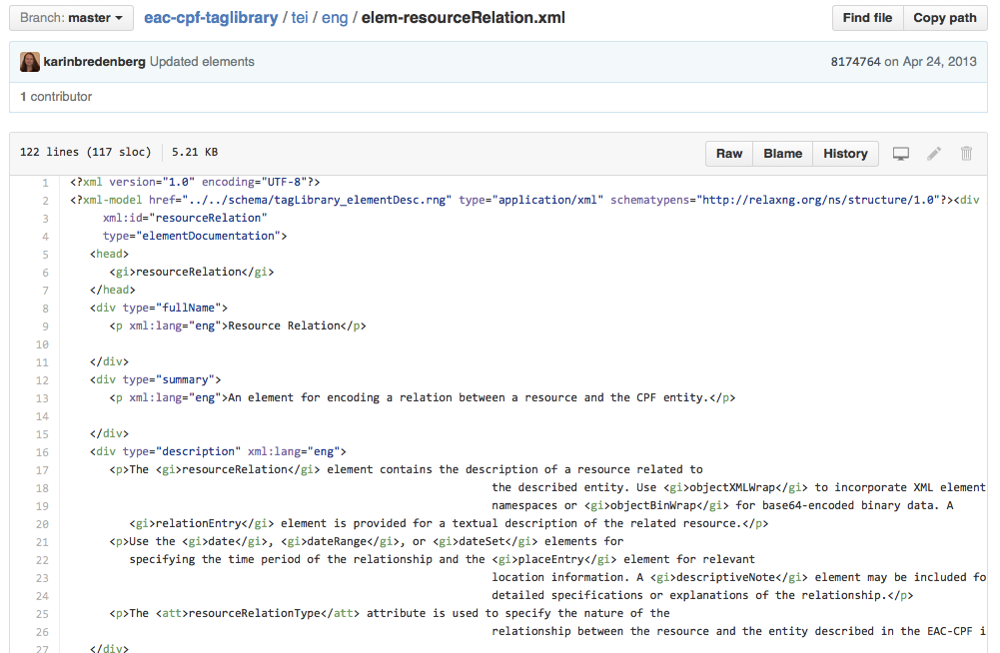 Branch: master
eac-cpf-taglibrary / tei / eng / elem-resourceRelation.xml
Find file Copy path
karinbredenberg Updated elements
8174764 on Apr 24, 2013
1 contributor
122 lines (117 sloc) 5.21 KB
Raw Blame History
1 <?xml version="1.0" encoding="UTF-8"?>
2 <?xml-model href="../../schema/tagLibrary_elementDesc.rng" type="application/xml" schematypens="http://relaxng.org/ns/structure/1.0"?><div
3 xml:id="resourceRelation"
4 type="elementDocumentation">
5 <head>
6 <gi>resourceRelation</gi>
7 </head>
8 <div type="fullName">
9 <p xml:lang="eng">Resource Relation</p>
10
11 </div>
12 <div type="summary">
13 <p xml:lang="eng">An element for encoding a relation between a resource and the CPF entity.</p>
14
15 </div>
16 <div type="description" xml:lang="eng">
17 <p>The <gi>resourceRelation</gi> element contains the description of a resource related to
18 the described entity. Use <gi>objectXMLWrap</gi> to incorporate XML element
19 namespaces or <gi>objectBinWrap</gi> for base64-encoded binary data. A
20 <gi>relationEntry</gi> element is provided for a textual description of the related resource.</p>
21 <p>Use the <gi>date</gi>, <gi>dateRange</gi>, or <gi>dateSet</gi> elements for
22 specifying the time period of the relationship and the <gi>placeEntry</gi> element for relevant
23 location information. A <gi>descriptiveNote</gi> element may be included fo
24 detailed specifications or explanations of the relationship.</p>
25 <p>The <att>resourceRelationType</att> attribute is used to specify the nature of the
26 relationship between the resource and the entity described in the EAC-CPF i
27 </div>